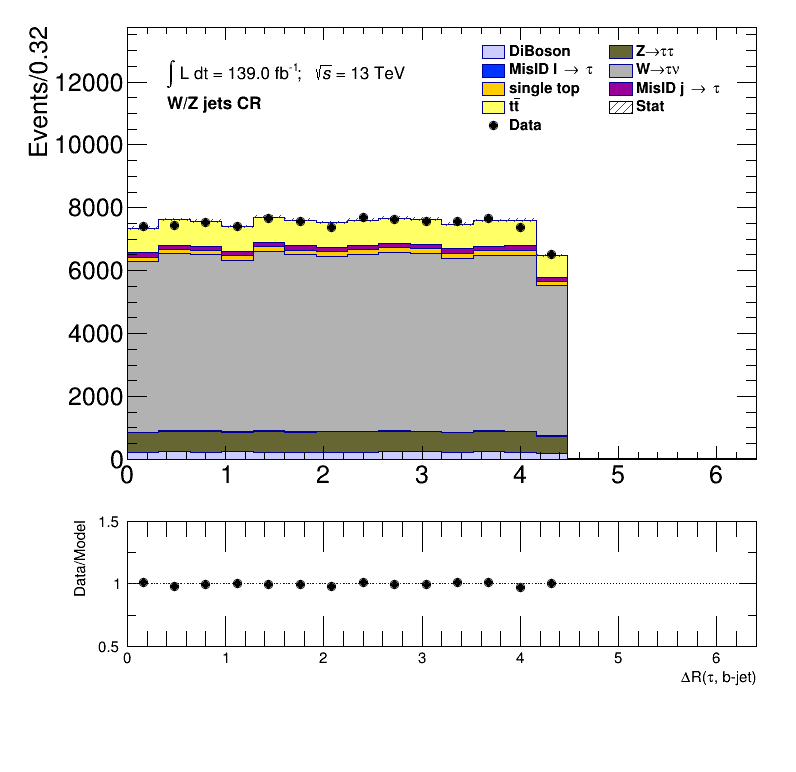 Events/0.32
∫ L dt = 139.0 fb⁻¹; √s = 13 TeV
W/Z jets CR
DiBoson
MisID l → τ
single top
tt̄
Data
Z→ττ
W→τν
MisID j → τ
Stat
12000
10000
8000
6000
4000
2000
0
0 1 2 3 4 5 6
Data/Model
1.5
1
0.5
0 1 2 3 4 5 6
ΔR(τ, b-jet)